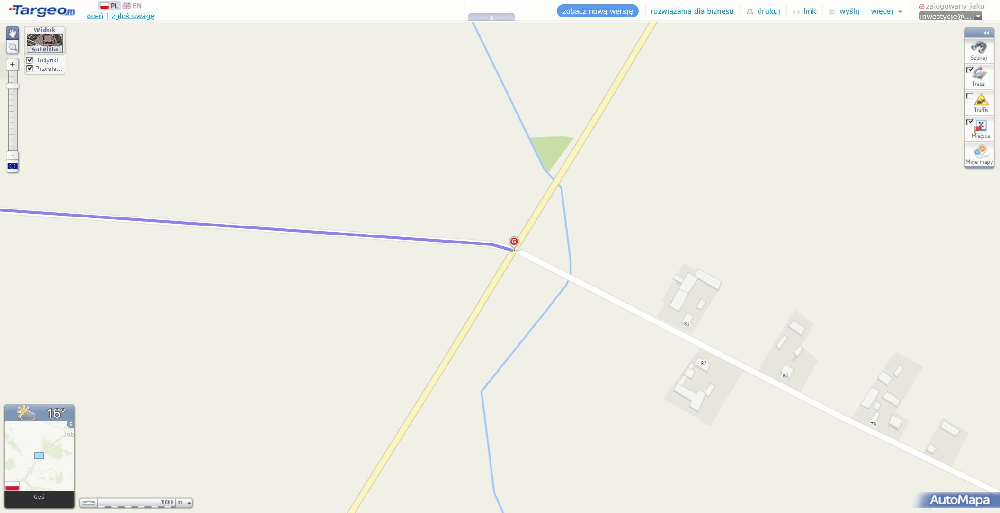 Targeo.pl
PL EN
oceń | zgłoś uwagę
zobacz nową wersję
rozwiązania dla biznesu
drukuj
link
wyślij
więcej
zalogowany jako
inwestycje@...
Widok
satelita
Budynki
Przysta...
+
-
Szukaj
Trasa
Traffic
Miejsca
A
Moje mapy
G
81
82
80
79
16°
Jab
Gęś
100 m
AutoMapa